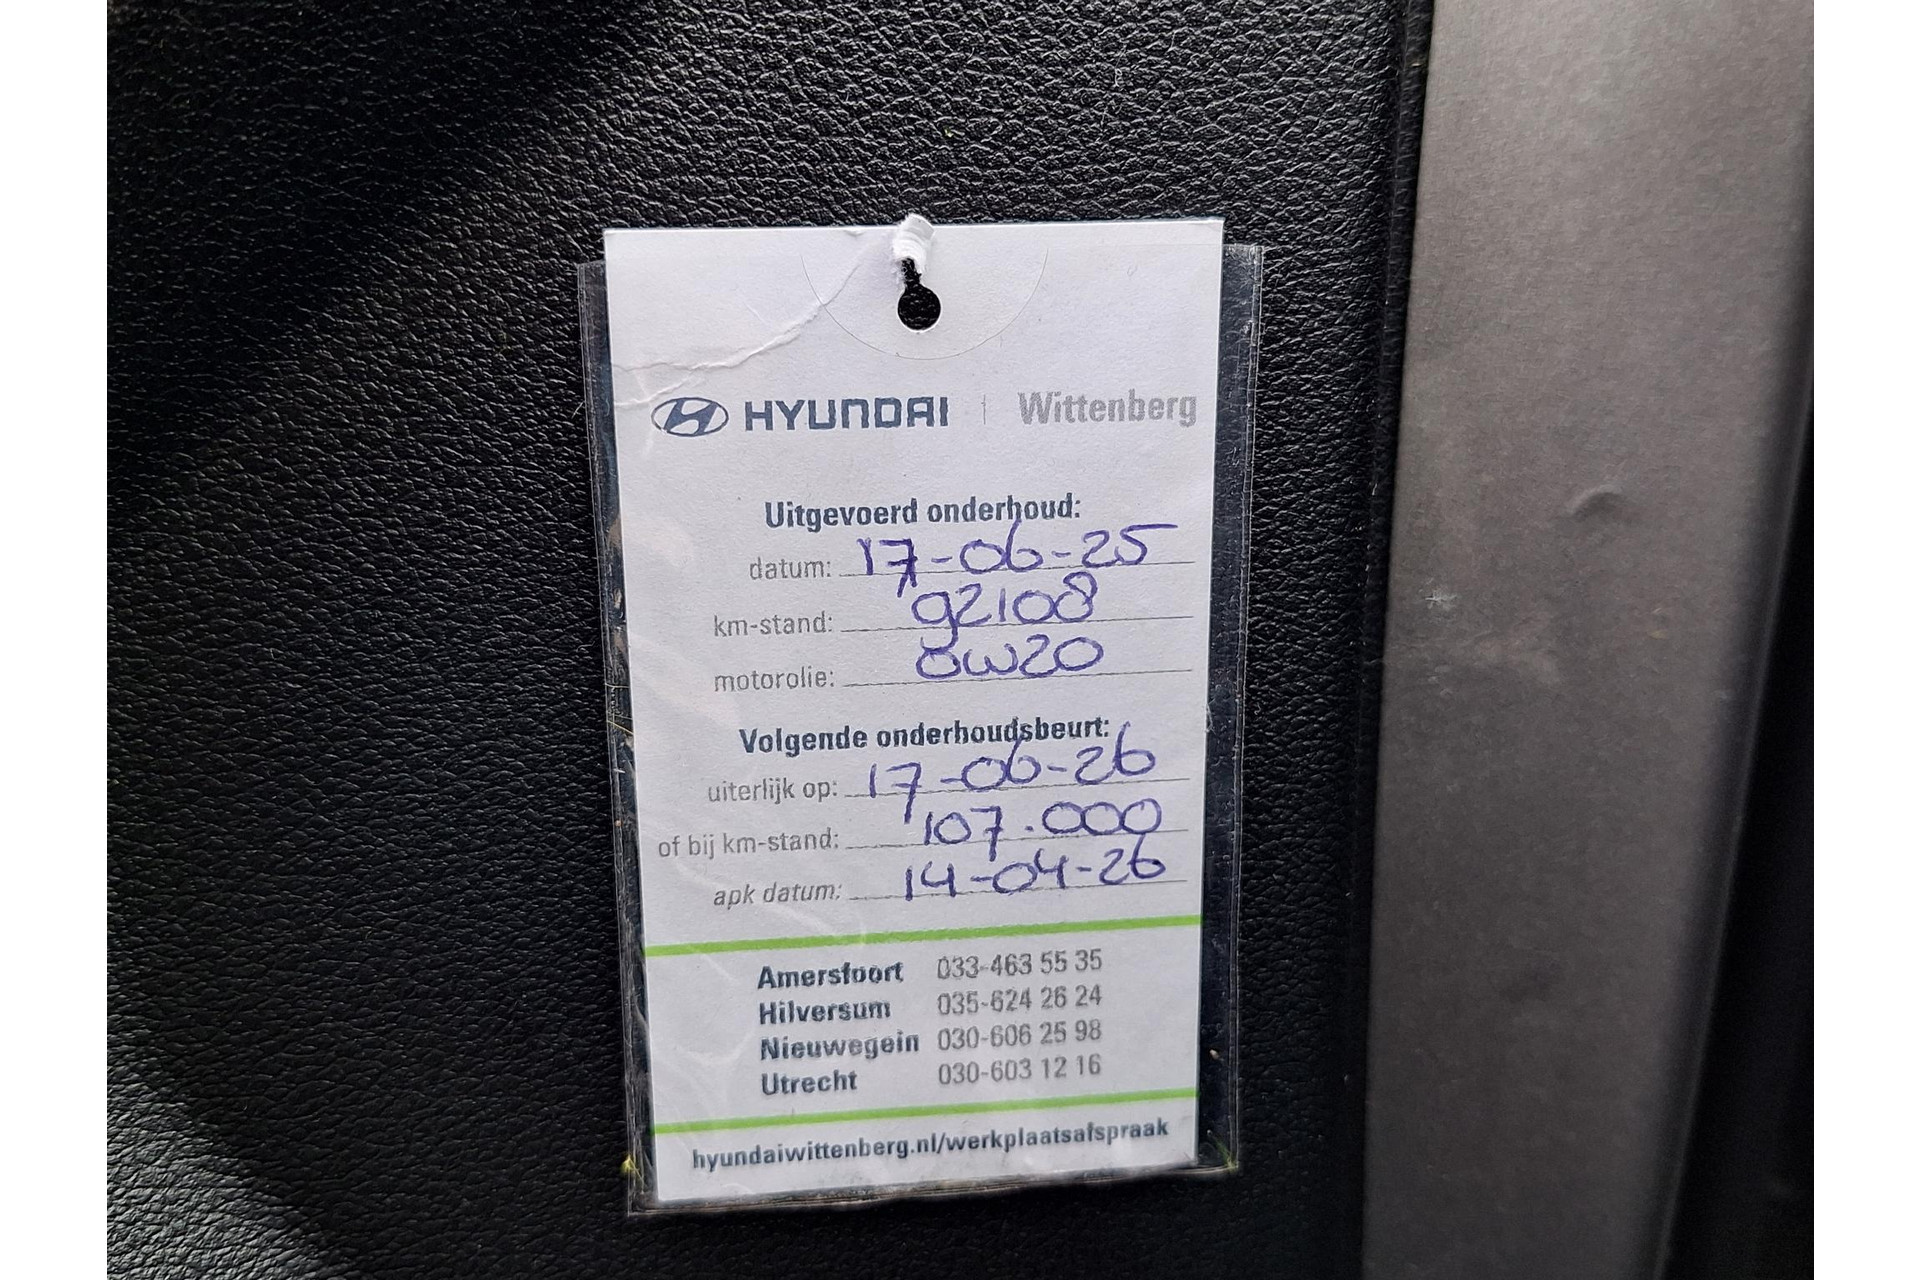 HYUNDAI | Wittenberg
Uitgevoerd onderhoud:
datum: 17-06-25
km-stand: 92108
motorolie: 0W20
Volgende onderhoudsbeurt:
uiterlijk op: 17-06-26
of bij km-stand: 107.000
apk datum: 14-04-26
Amersfoort 033-463 55 35
Hilversum 035-624 26 24
Nieuwegein 030-606 25 98
Utrecht 030-603 12 16
hyundaiwittenberg.nl/werkplaatsafspraak